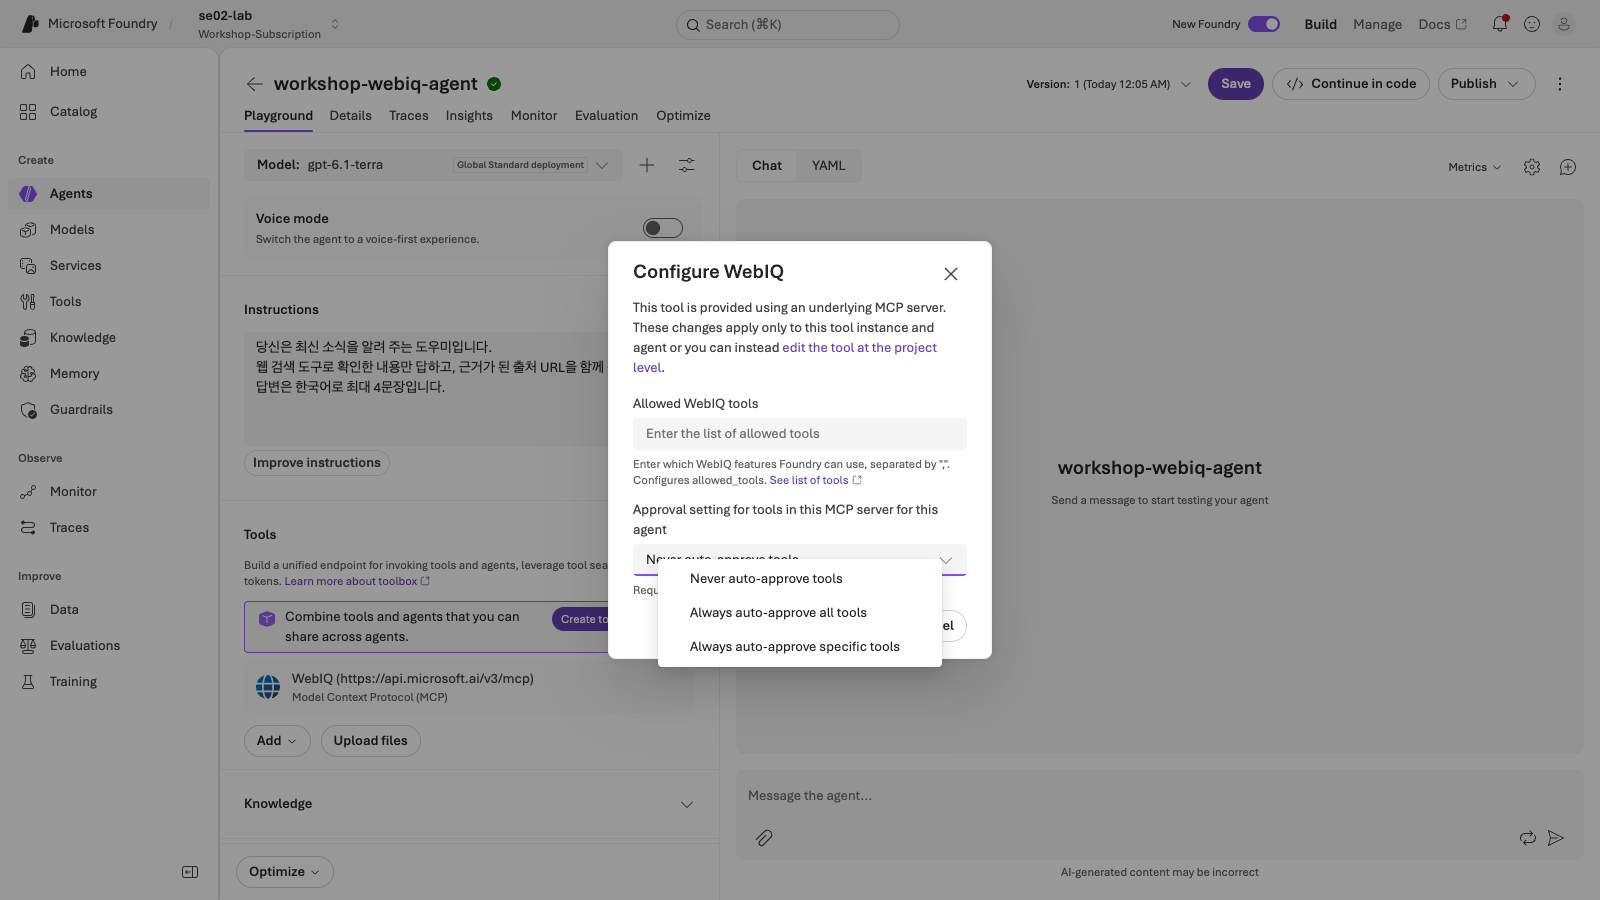 Microsoft Foundry
/
se02-lab
Workshop-Subscription
Search (⌘K)
New Foundry
Build
Manage
Docs
Home
Catalog
Create
Agents
Models
Services
Tools
Knowledge
Memory
Guardrails
Observe
Monitor
Traces
Improve
Data
Evaluations
Training
workshop-webiq-agent
Version: 1 (Today 12:05 AM)
Save
Continue in code
Publish
Playground
Details
Traces
Insights
Monitor
Evaluation
Optimize
Model: gpt-6.1-terra
Global Standard deployment
Voice mode
Switch the agent to a voice-first experience.
Instructions
당신은 최신 소식을 알려 주는 도우미입니다.
웹 검색 도구로 확인한 내용만 답하고, 근거가 된 출처 URL을 함께
답변은 한국어로 최대 4문장입니다.
Improve instructions
Tools
Build a unified endpoint for invoking tools and agents, leverage tool sea
tokens. Learn more about toolbox
Combine tools and agents that you can
share across agents.
Create to
WebIQ (https://api.microsoft.ai/v3/mcp)
Model Context Protocol (MCP)
Add
Upload files
Knowledge
Optimize
Chat
YAML
Metrics
workshop-webiq-agent
Send a message to start testing your agent
Message the agent...
AI-generated content may be incorrect
Configure WebIQ
This tool is provided using an underlying MCP server.
These changes apply only to this tool instance and
agent or you can instead edit the tool at the project
level.
Allowed WebIQ tools
Enter the list of allowed tools
Enter which WebIQ features Foundry can use, separated by ",".
Configures allowed_tools. See list of tools
Approval setting for tools in this MCP server for this
agent
Never auto-approve tools
Requ
Never auto-approve tools
Always auto-approve all tools
Always auto-approve specific tools
el